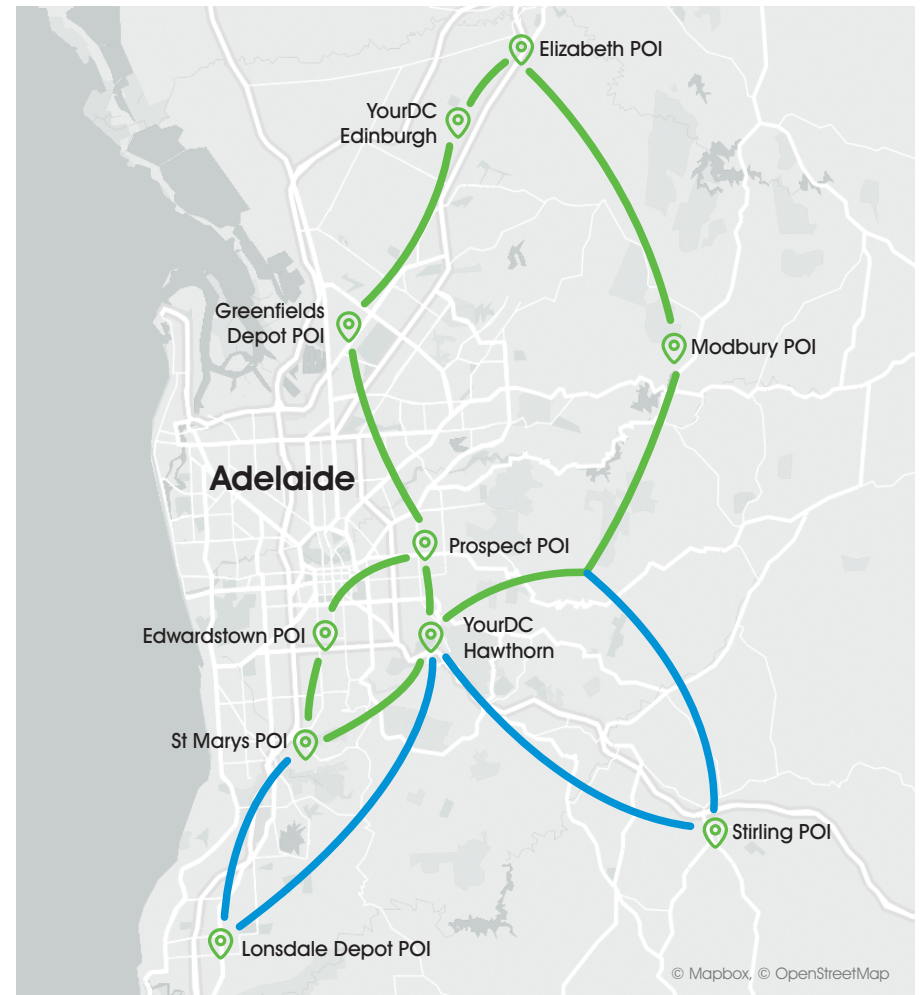 Elizabeth POI
YourDC
Edinburgh
Greenfields
Depot POI
Modbury POI
Adelaide
Prospect POI
Edwardstown POI
YourDC
Hawthorn
St Marys POI
Stirling POI
Lonsdale Depot POI
© Mapbox, © OpenStreetMap